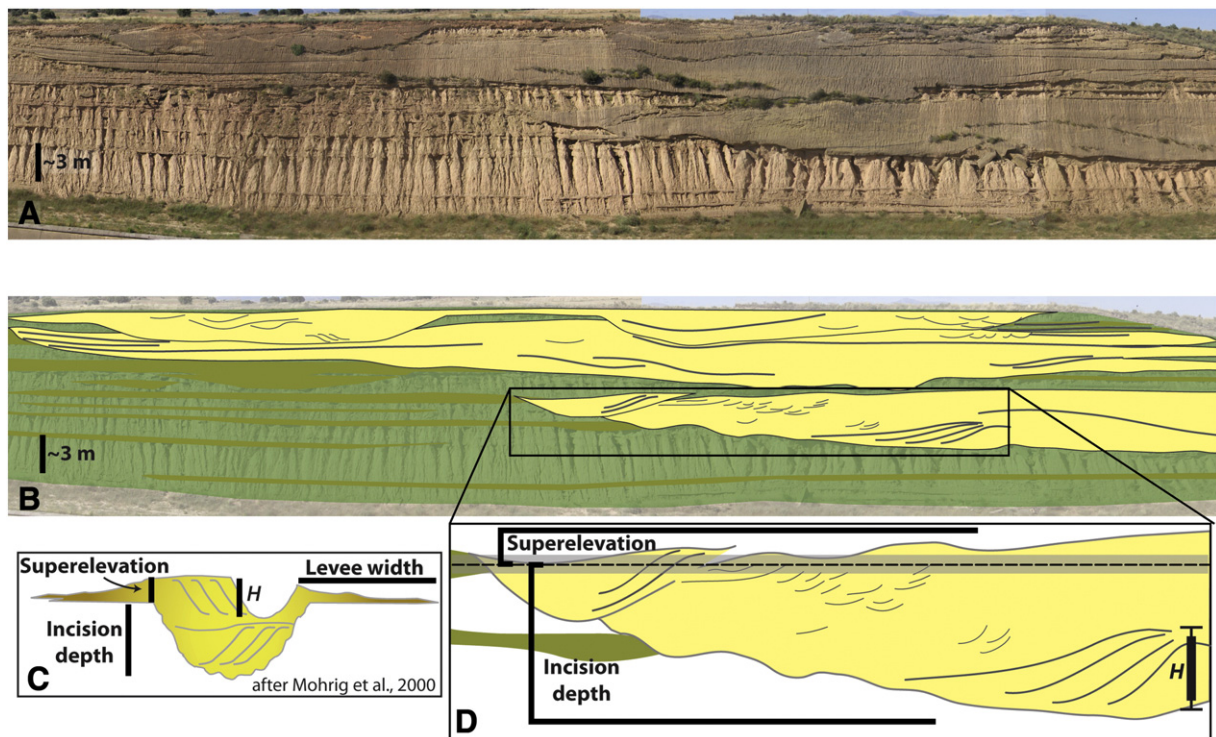 ~3 m
A
~3 m
B
Superelevation
Levee width
H
Incision
depth
C
after Mohrig et al., 2000
Superelevation
Incision
depth
H
D